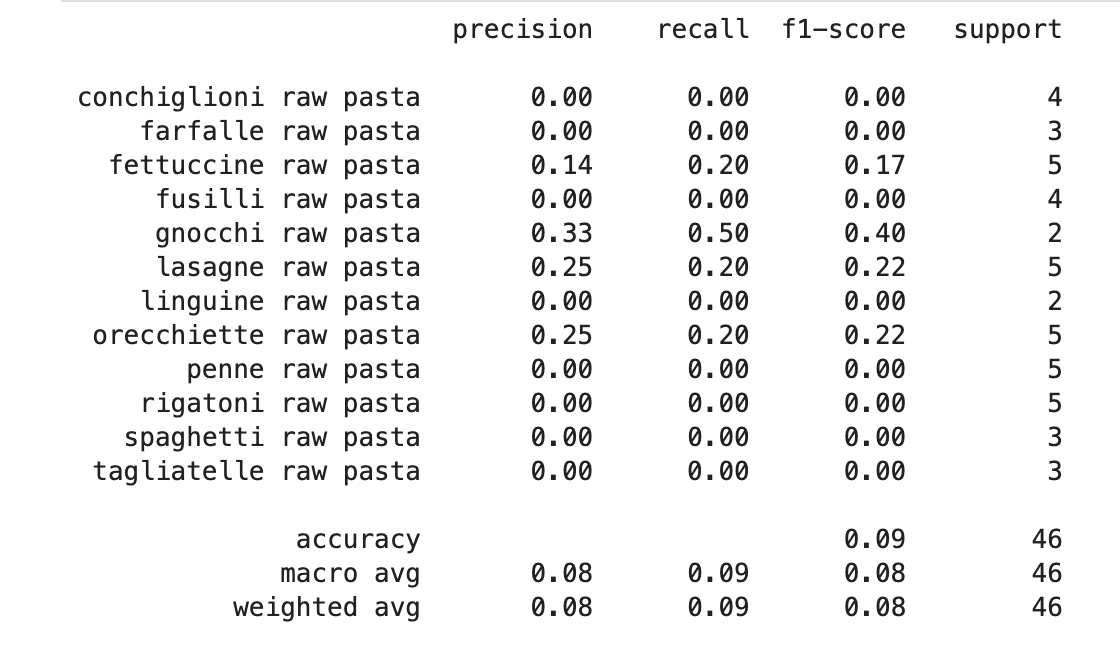 precision recall f1-score support
conchiglioni raw pasta 0.00 0.00 0.00 4
farfalle raw pasta 0.00 0.00 0.00 3
fettuccine raw pasta 0.14 0.20 0.17 5
fusilli raw pasta 0.00 0.00 0.00 4
gnocchi raw pasta 0.33 0.50 0.40 2
lasagne raw pasta 0.25 0.20 0.22 5
linguine raw pasta 0.00 0.00 0.00 2
orecchiette raw pasta 0.25 0.20 0.22 5
penne raw pasta 0.00 0.00 0.00 5
rigatoni raw pasta 0.00 0.00 0.00 5
spaghetti raw pasta 0.00 0.00 0.00 3
tagliatelle raw pasta 0.00 0.00 0.00 3
accuracy 0.09 46
macro avg 0.08 0.09 0.08 46
weighted avg 0.08 0.09 0.08 46